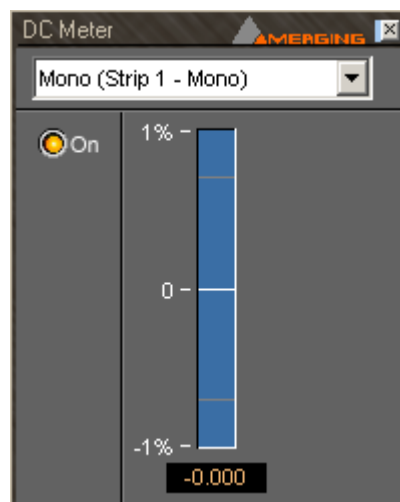 DC Meter
MERGING
Mono (Strip 1 - Mono)
On
1%
0
-1%
-0.000